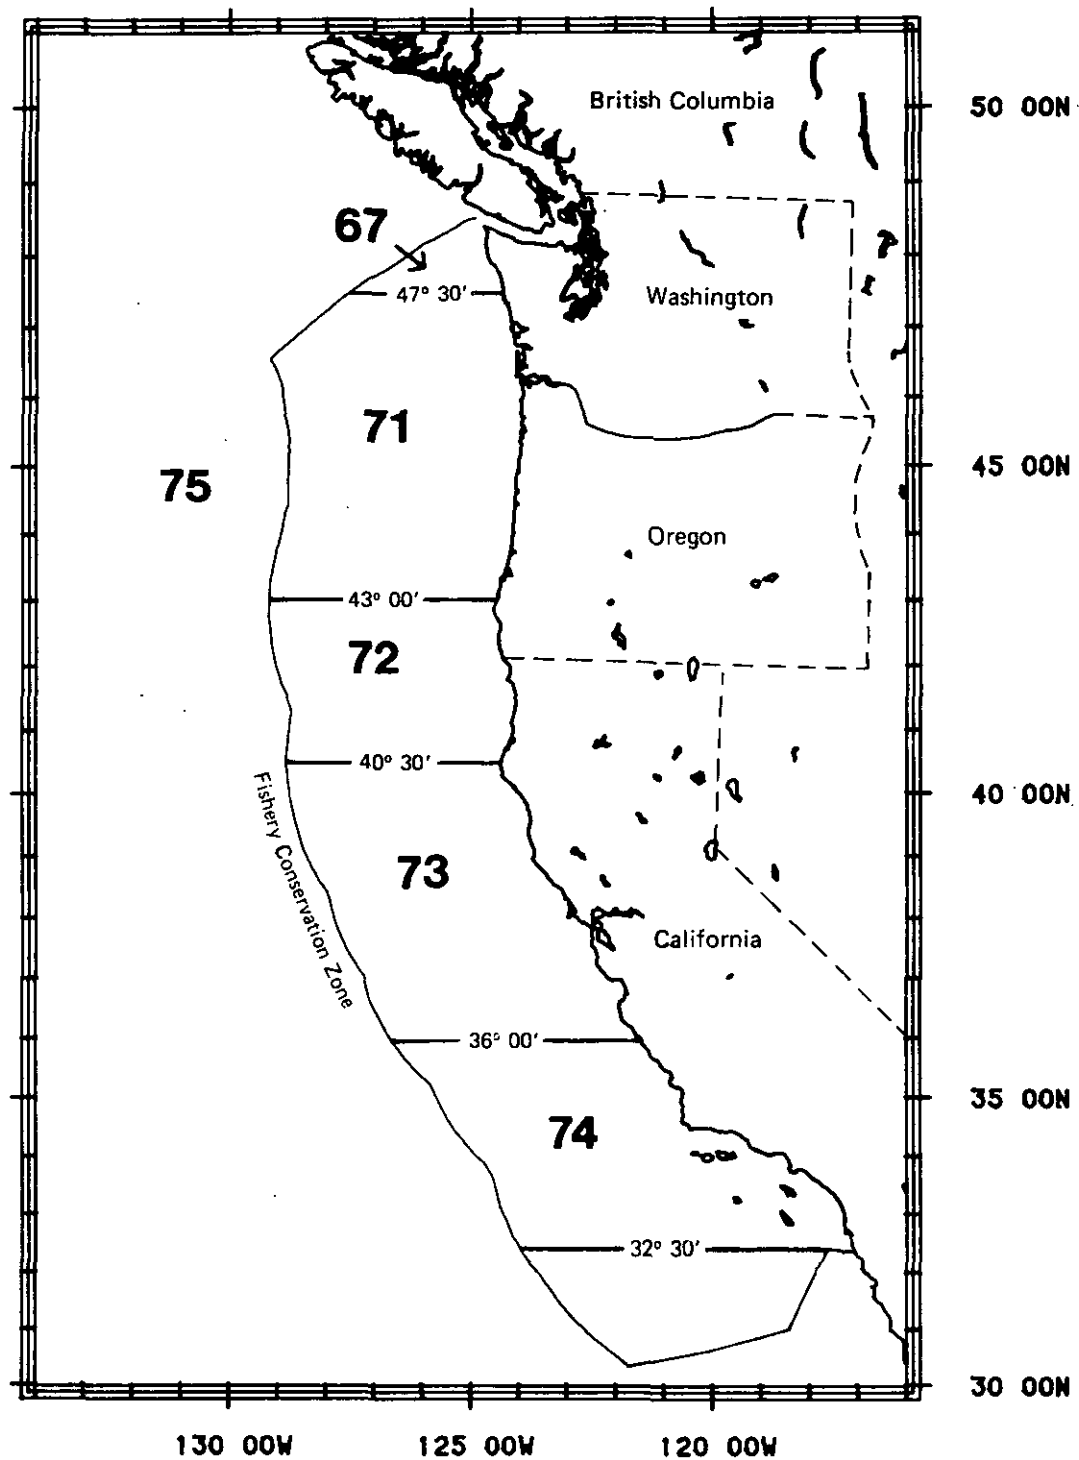 British Columbia
50 00N
67
47° 30'
Washington
71
75
45 00N
Oregon
43° 00'
72
40° 30'
Fishery Conservation Zone
40 00N
73
California
36° 00'
35 00N
74
32° 30'
30 00N
130 00W 125 00W 120 00W